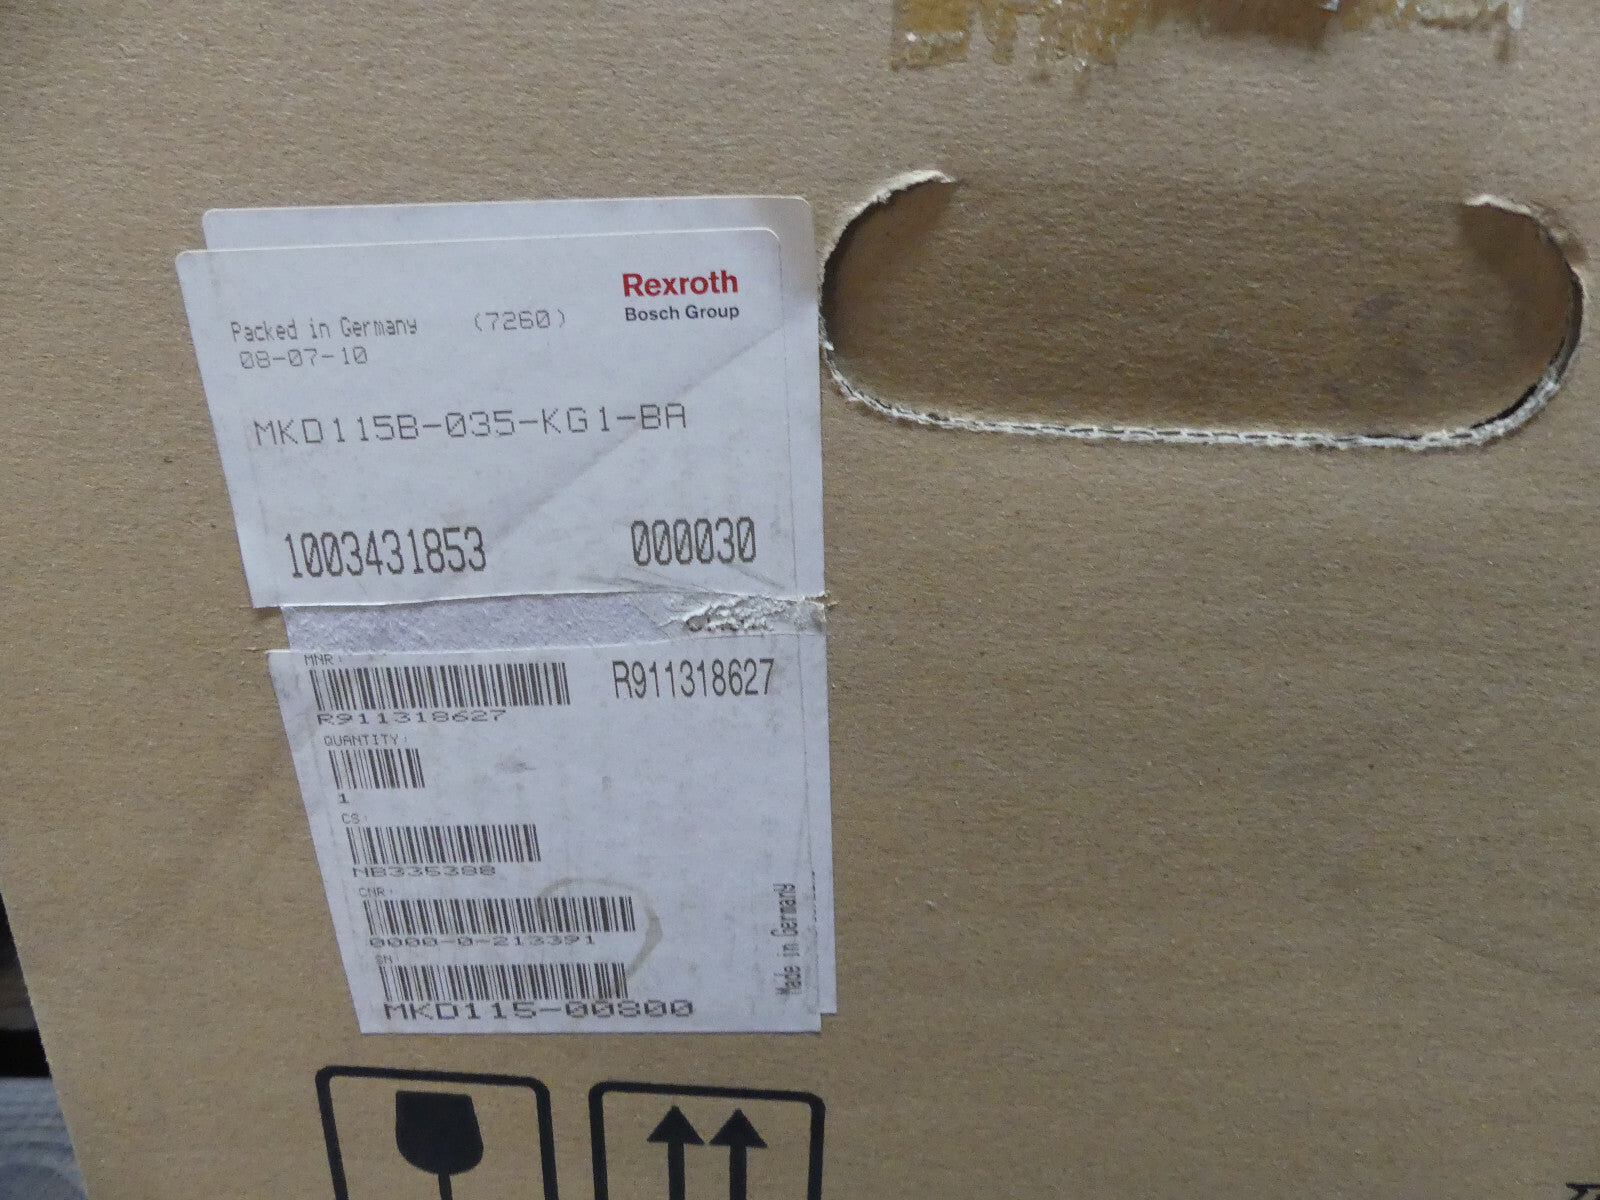 Rexroth
Bosch Group
Packed in Germany (7260)
08-07-10
MKD115B-035-KG1-BA
1003431853 000030
MNR:
R911318627
R911318627
QUANTITY:
1
CS:
NB335388
CNR:
0000-0-213391
SN
MKD115-00800
Made in Germany